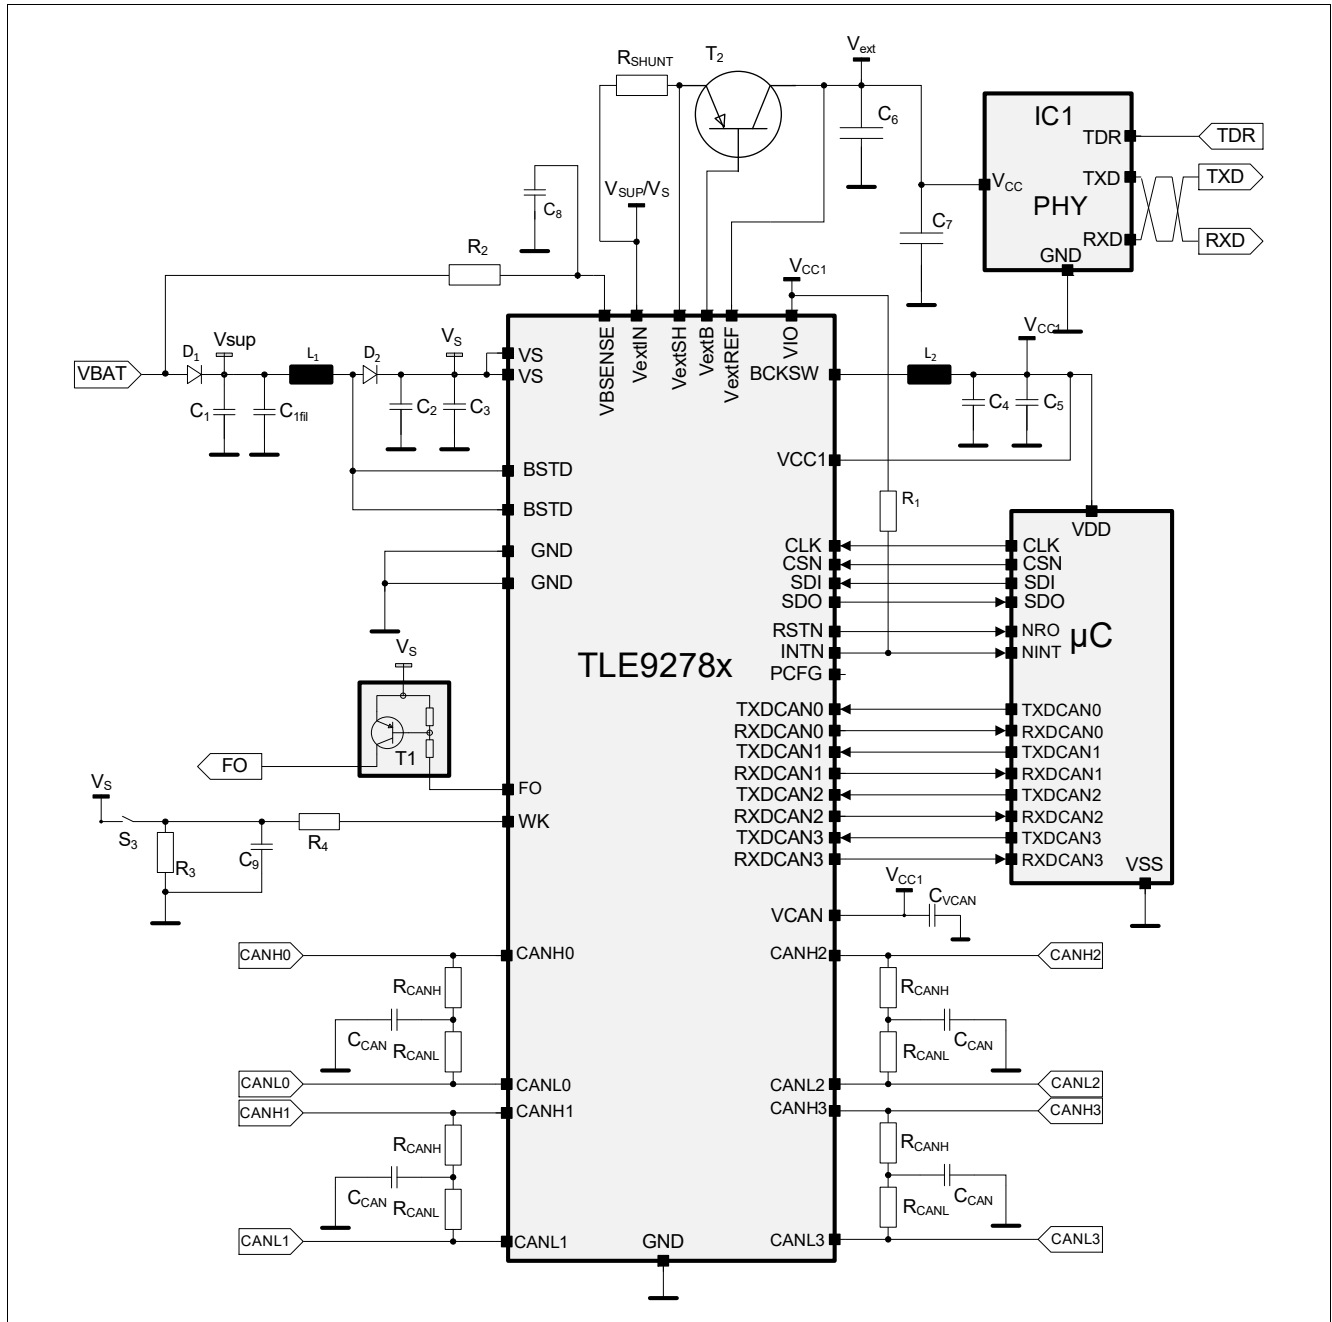 RSHUNT
T2
Vext
C6
IC1
TDR
TDR
TXD
TXD
VCC
PHY
RXD
RXD
GND
C7
C8
VSUP/VS
R2
VCC1
VBAT
D1
Vsup
L1
D2
VS
C1
C1fil
C2
C3
VS
VS
VBSENSE
VextIN
VextSH
VextB
VextREF
VIO
BCKSW
L2
VCC1
C4
C5
BSTD
BSTD
VCC1
R1
GND
GND
VDD
CLK
CLK
CSN
CSN
SDI
SDI
SDO
SDO
RSTN
NRO
INTN
NINT
PCFG
µC
TLE9278x
VS
T1
FO
FO
TXDCAN0
TXDCAN0
RXDCAN0
RXDCAN0
TXDCAN1
TXDCAN1
RXDCAN1
RXDCAN1
TXDCAN2
TXDCAN2
RXDCAN2
RXDCAN2
TXDCAN3
TXDCAN3
RXDCAN3
RXDCAN3
VSS
VS
S3
R3
C9
R4
WK
VCC1
CVCAN
VCAN
CANH0
CANH0
RCANH
CCAN
RCANL
CANL0
CANL0
CANH1
CANH1
RCANH
CCAN
RCANL
CANL1
CANL1
GND
CANH2
CANH2
RCANH
CCAN
RCANL
CANL2
CANL2
CANH3
CANH3
RCANH
CCAN
RCANL
CANL3
CANL3